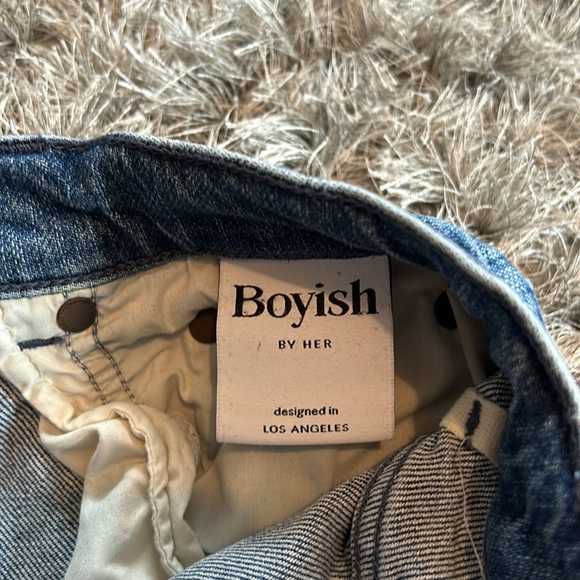 Boyish
BY HER
designed in
LOS ANGELES